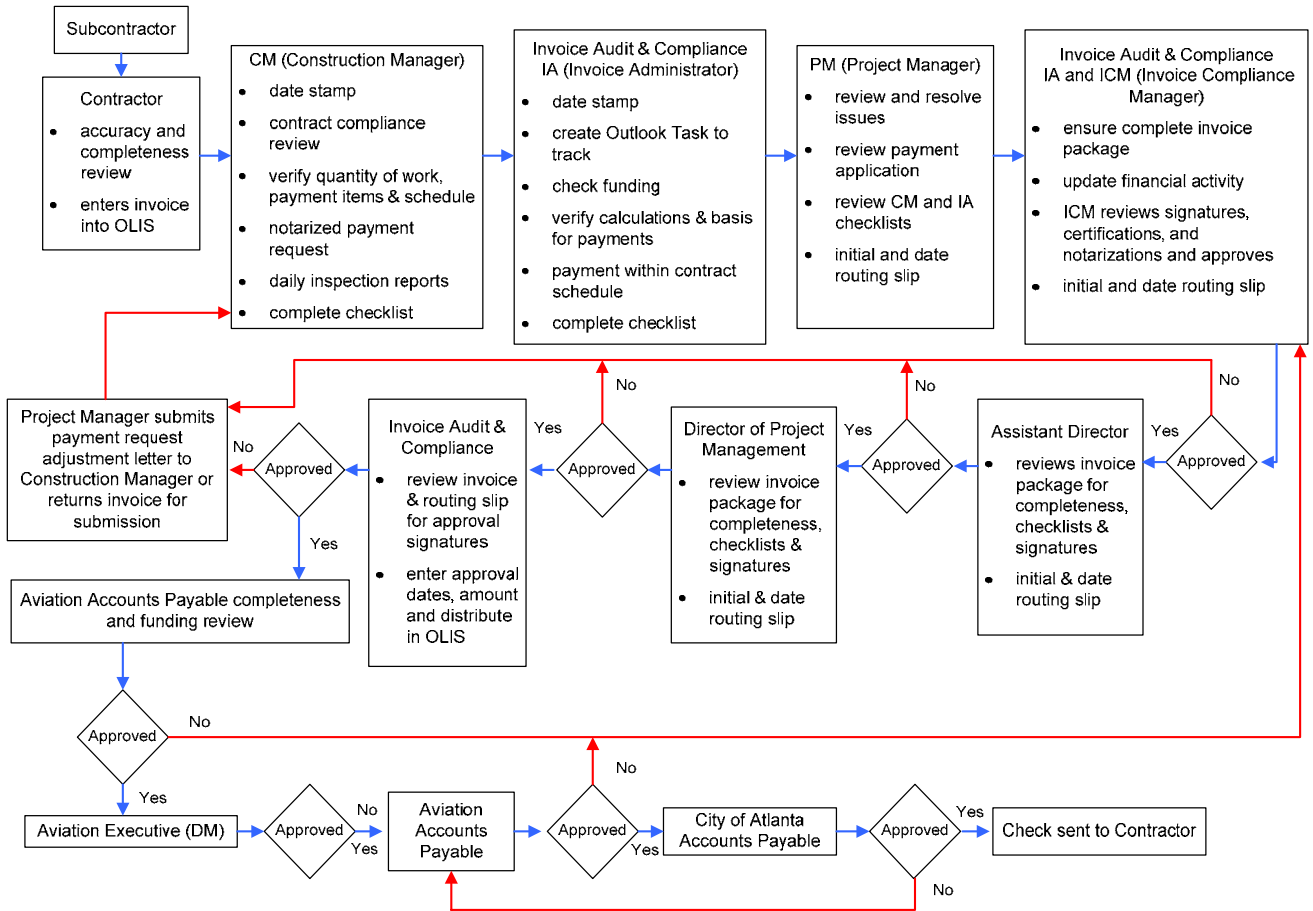 Subcontractor
Contractor
• accuracy and
completeness
review
• enters invoice
into OLIS
CM (Construction Manager)
• date stamp
• contract compliance
review
• verify quantity of work,
payment items & schedule
• notarized payment
request
• daily inspection reports
• complete checklist
Invoice Audit & Compliance
IA (Invoice Administrator)
• date stamp
• create Outlook Task to
track
• check funding
• verify calculations & basis
for payments
• payment within contract
schedule
• complete checklist
PM (Project Manager)
• review and resolve
issues
• review payment
application
• review CM and IA
checklists
• initial and date
routing slip
Invoice Audit & Compliance
IA and ICM (Invoice Compliance
Manager)
• ensure complete invoice
package
• update financial activity
• ICM reviews signatures,
certifications, and
notarizations and approves
• initial and date routing slip
Approved
No
Yes
Assistant Director
• reviews invoice
package for
completeness,
checklists &
signatures
• initial & date
routing slip
Approved
No
Yes
Director of Project
Management
• review invoice
package for
completeness,
checklists &
signatures
• initial & date
routing slip
Approved
No
Yes
Invoice Audit &
Compliance
• review invoice
& routing slip
for approval
signatures
• enter approval
dates, amount
and distribute
in OLIS
Approved
No
Yes
Project Manager submits
payment request
adjustment letter to
Construction Manager or
returns invoice for
submission
Aviation Accounts Payable completeness
and funding review
Approved
No
Yes
Aviation Executive (DM)
Approved
No
Yes
Aviation
Accounts
Payable
Approved
No
Yes
City of Atlanta
Accounts Payable
Approved
Yes
No
Check sent to Contractor